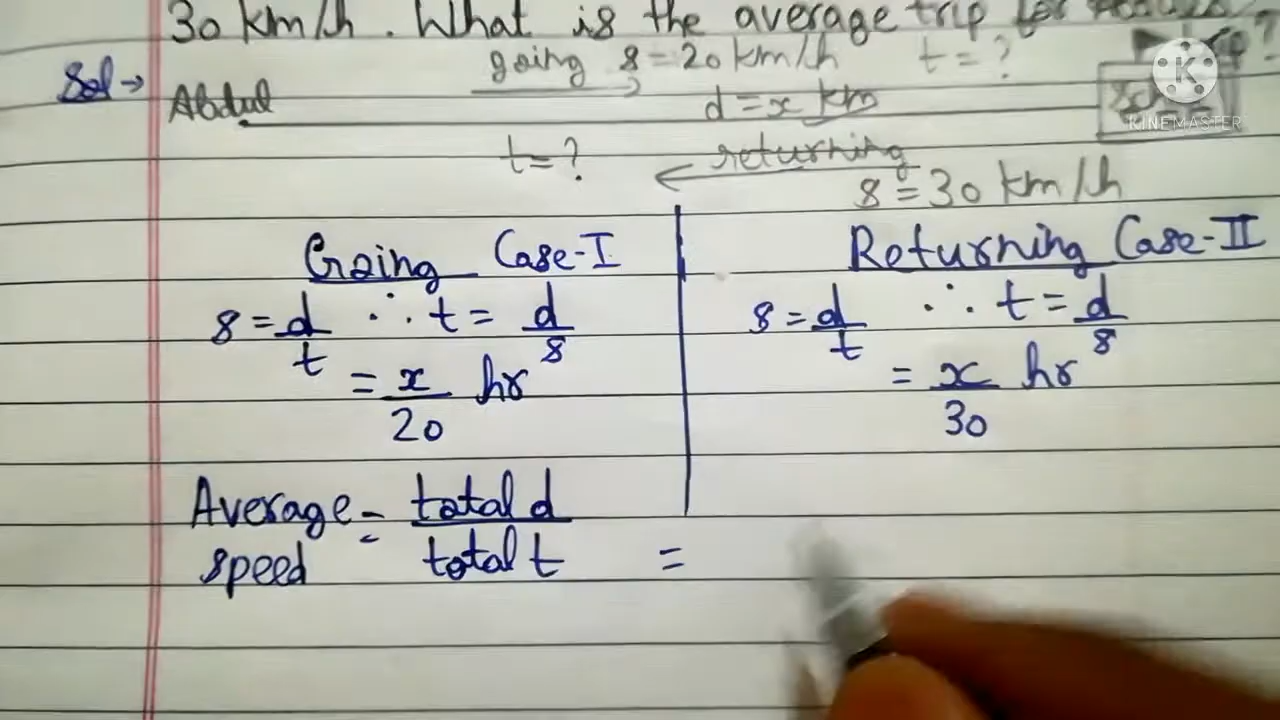 30 km/h. What is the average trip for
Sol→ Abdul going s = 20 km/h t = ?
d = x km
KINEMASTER
t = ? returning
s = 30 km/h
Going Case-I
s = d/t ∴ t = d/s
= x/20 hr
Returning Case-II
s = d/t ∴ t = d/s
= x/30 hr
Average speed = total d/total t =